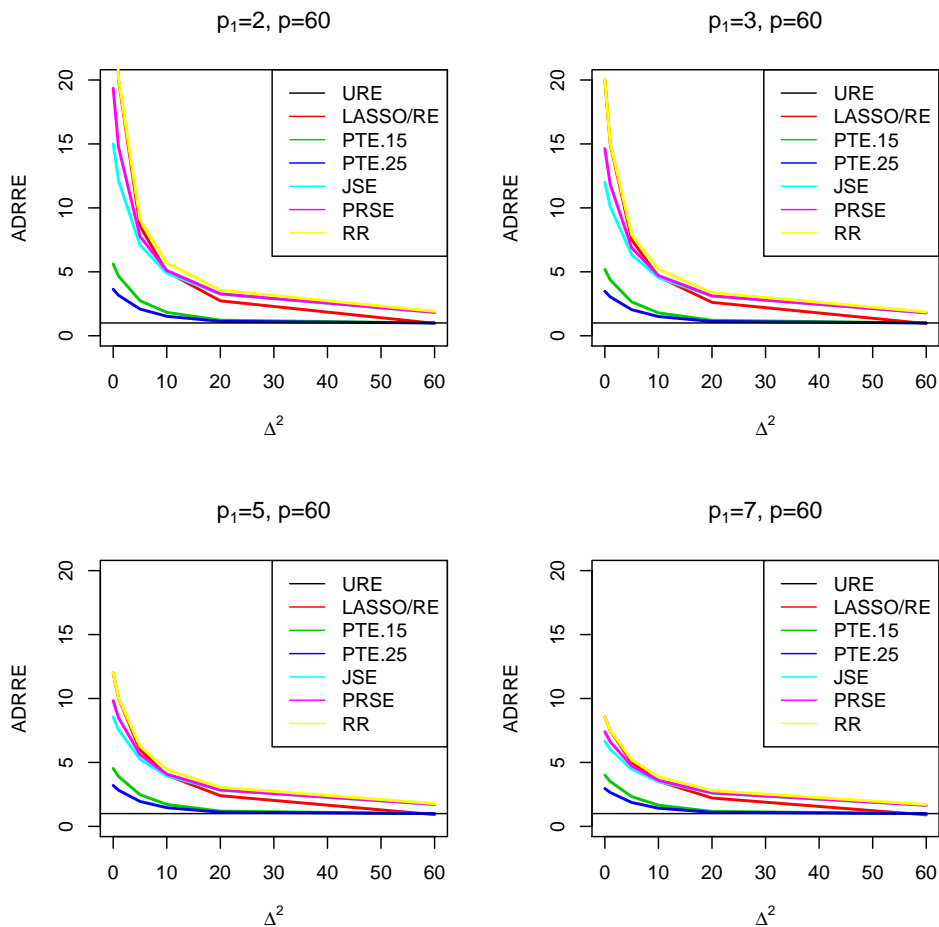 p₁=2, p=60
ADRRE
20
15
10
5
0
URE
LASSO/RE
PTE.15
PTE.25
JSE
PRSE
RR
0 10 20 30 40 50 60
Δ²
p₁=3, p=60
ADRRE
20
15
10
5
0
URE
LASSO/RE
PTE.15
PTE.25
JSE
PRSE
RR
0 10 20 30 40 50 60
Δ²
p₁=5, p=60
ADRRE
20
15
10
5
0
URE
LASSO/RE
PTE.15
PTE.25
JSE
PRSE
RR
0 10 20 30 40 50 60
Δ²
p₁=7, p=60
ADRRE
20
15
10
5
0
URE
LASSO/RE
PTE.15
PTE.25
JSE
PRSE
RR
0 10 20 30 40 50 60
Δ²